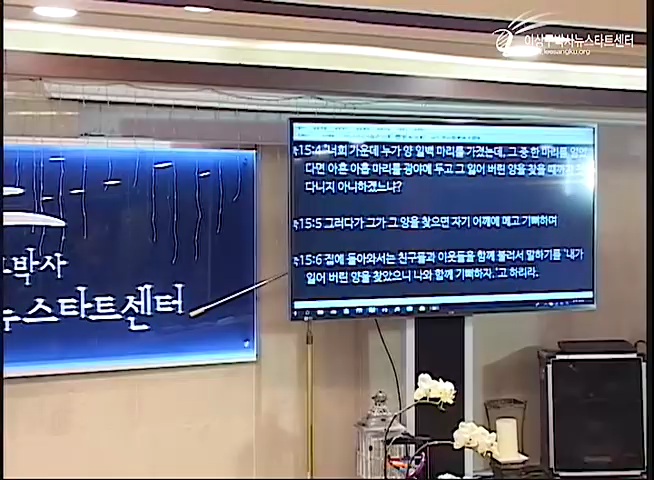 이상구박사뉴스타트센터
www.leesangku.org
눅15:4 "너희 가운데 누가 양 일백 마리를 가졌는데, 그 중 한 마리를 잃었
다면 아흔 아홉 마리를 광야에 두고 그 잃어 버린 양을 찾을 때까지
다니지 아니하겠느냐?
눅15:5 그러다가 그가 그 양을 찾으면 자기 어깨에 메고 기뻐하며
눅15:6 집에 돌아와서는 친구들과 이웃들을 함께 불러서 말하기를 '내가
잃어 버린 양을 찾았으니 나와 함께 기뻐하자.'고 하리라.
구박사
뉴스타트센터